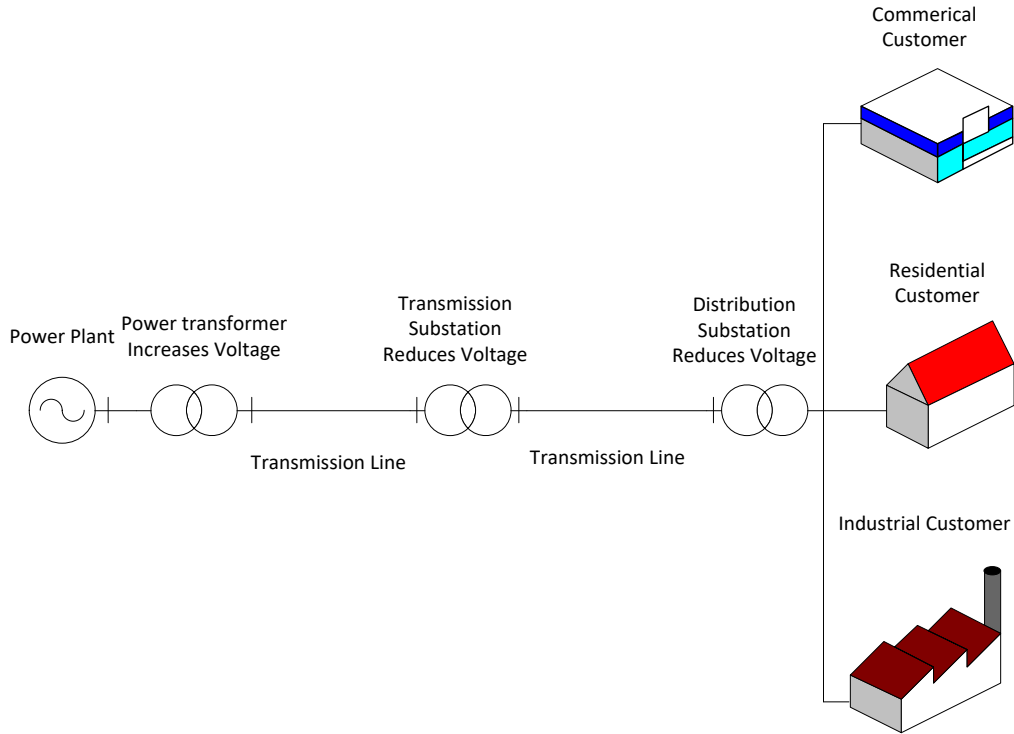 Commerical
Customer
Residential
Customer
Transmission
Substation
Reduces Voltage
Distribution
Substation
Reduces Voltage
Power Plant
Power transformer
Increases Voltage
Transmission Line
Transmission Line
Industrial Customer